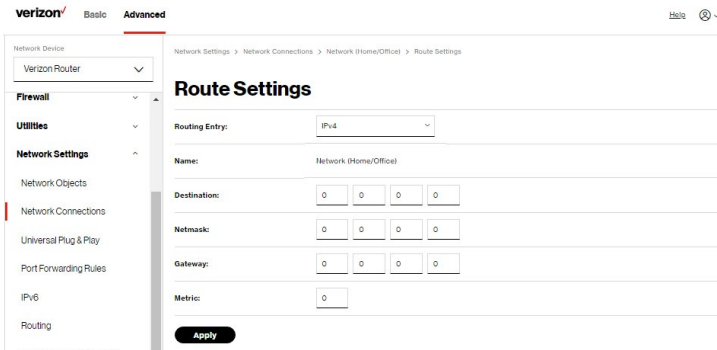 verizon✓ Basic Advanced Help
Network Device
Verizon Router
Firewall
Utilities
Network Settings
Network Objects
Network Connections
Universal Plug & Play
Port Forwarding Rules
IPv6
Routing
Network Settings > Network Connections > Network (Home/Office) > Route Settings
Route Settings
Routing Entry: IPv4
Name: Network (Home/Office)
Destination: 0 0 0 0
Netmask: 0 0 0 0
Gateway: 0 0 0 0
Metric: 0
Apply